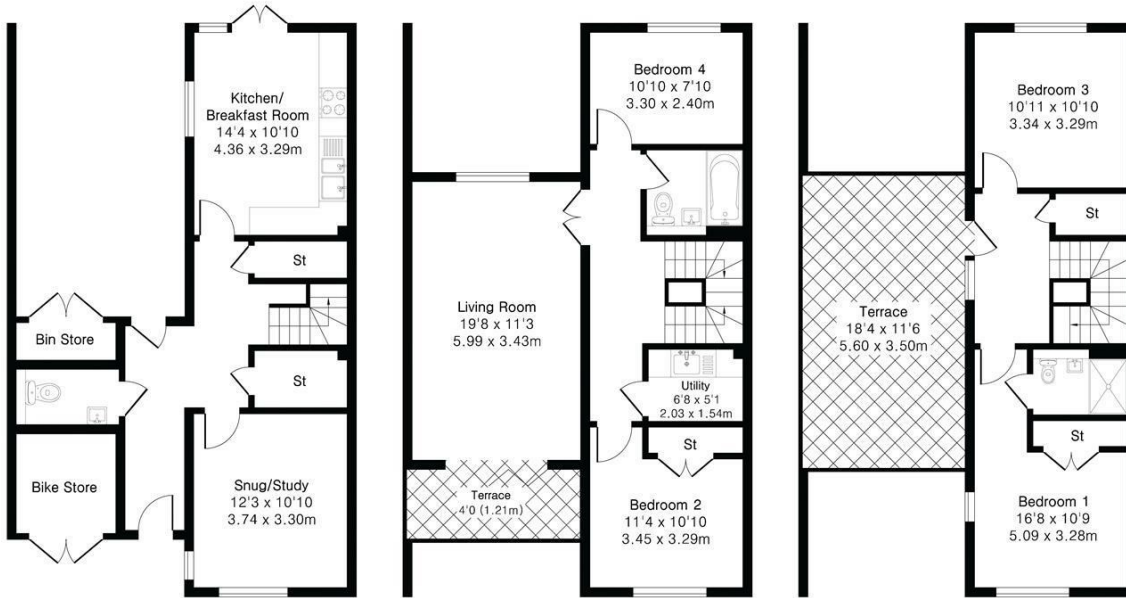 Kitchen/
Breakfast Room
14'4 x 10'10
4.36 x 3.29m
St
Bin Store
St
Bike Store
Snug/Study
12'3 x 10'10
3.74 x 3.30m
Bedroom 4
10'10 x 7'10
3.30 x 2.40m
Living Room
19'8 x 11'3
5.99 x 3.43m
Utility
6'8 x 5'1
2.03 x 1.54m
St
Terrace
4'0 (1.21m)
Bedroom 2
11'4 x 10'10
3.45 x 3.29m
Bedroom 3
10'11 x 10'10
3.34 x 3.29m
St
Terrace
18'4 x 11'6
5.60 x 3.50m
St
Bedroom 1
16'8 x 10'9
5.09 x 3.28m